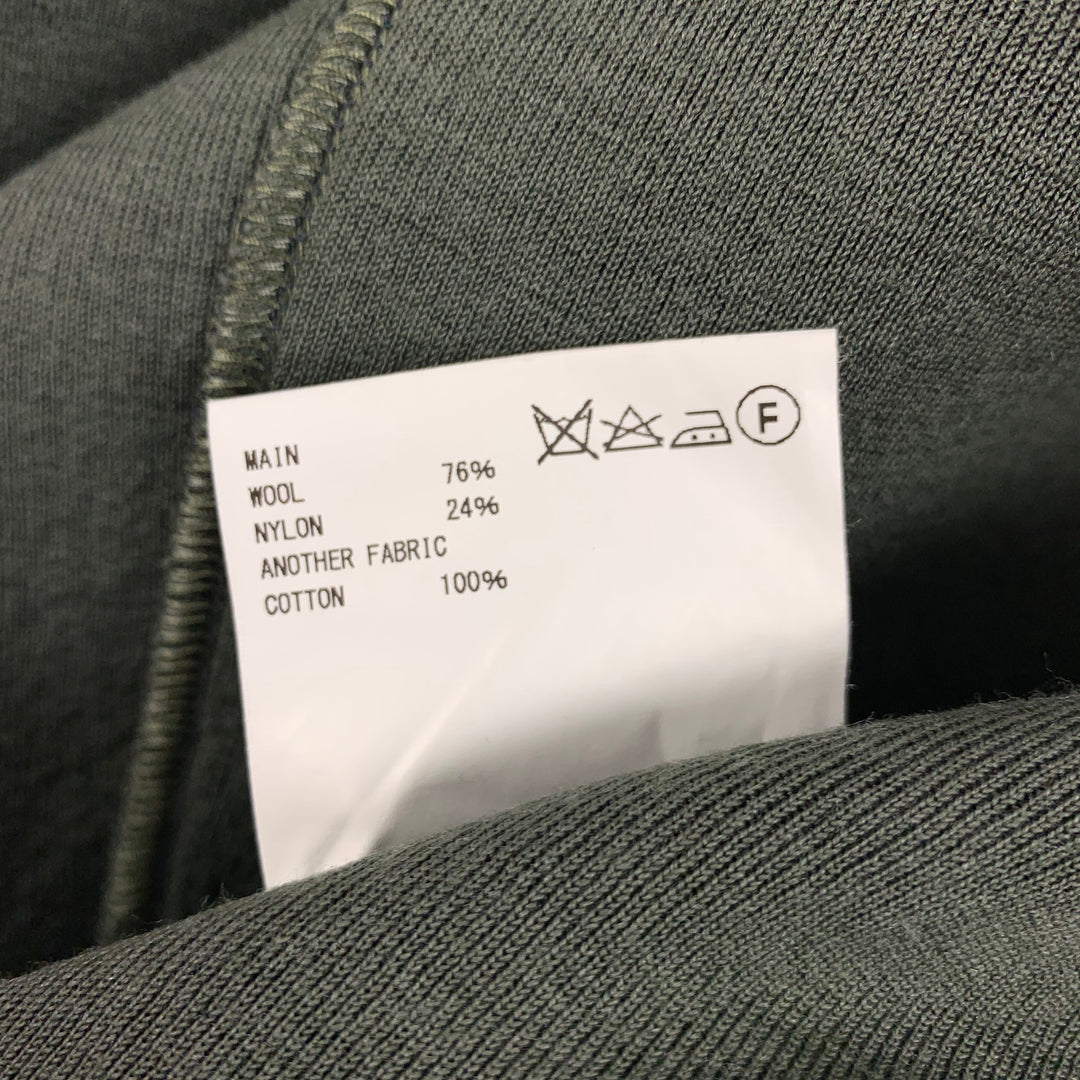 MAIN
WOOL 76%
NYLON 24%
ANOTHER FABRIC
COTTON 100%
F